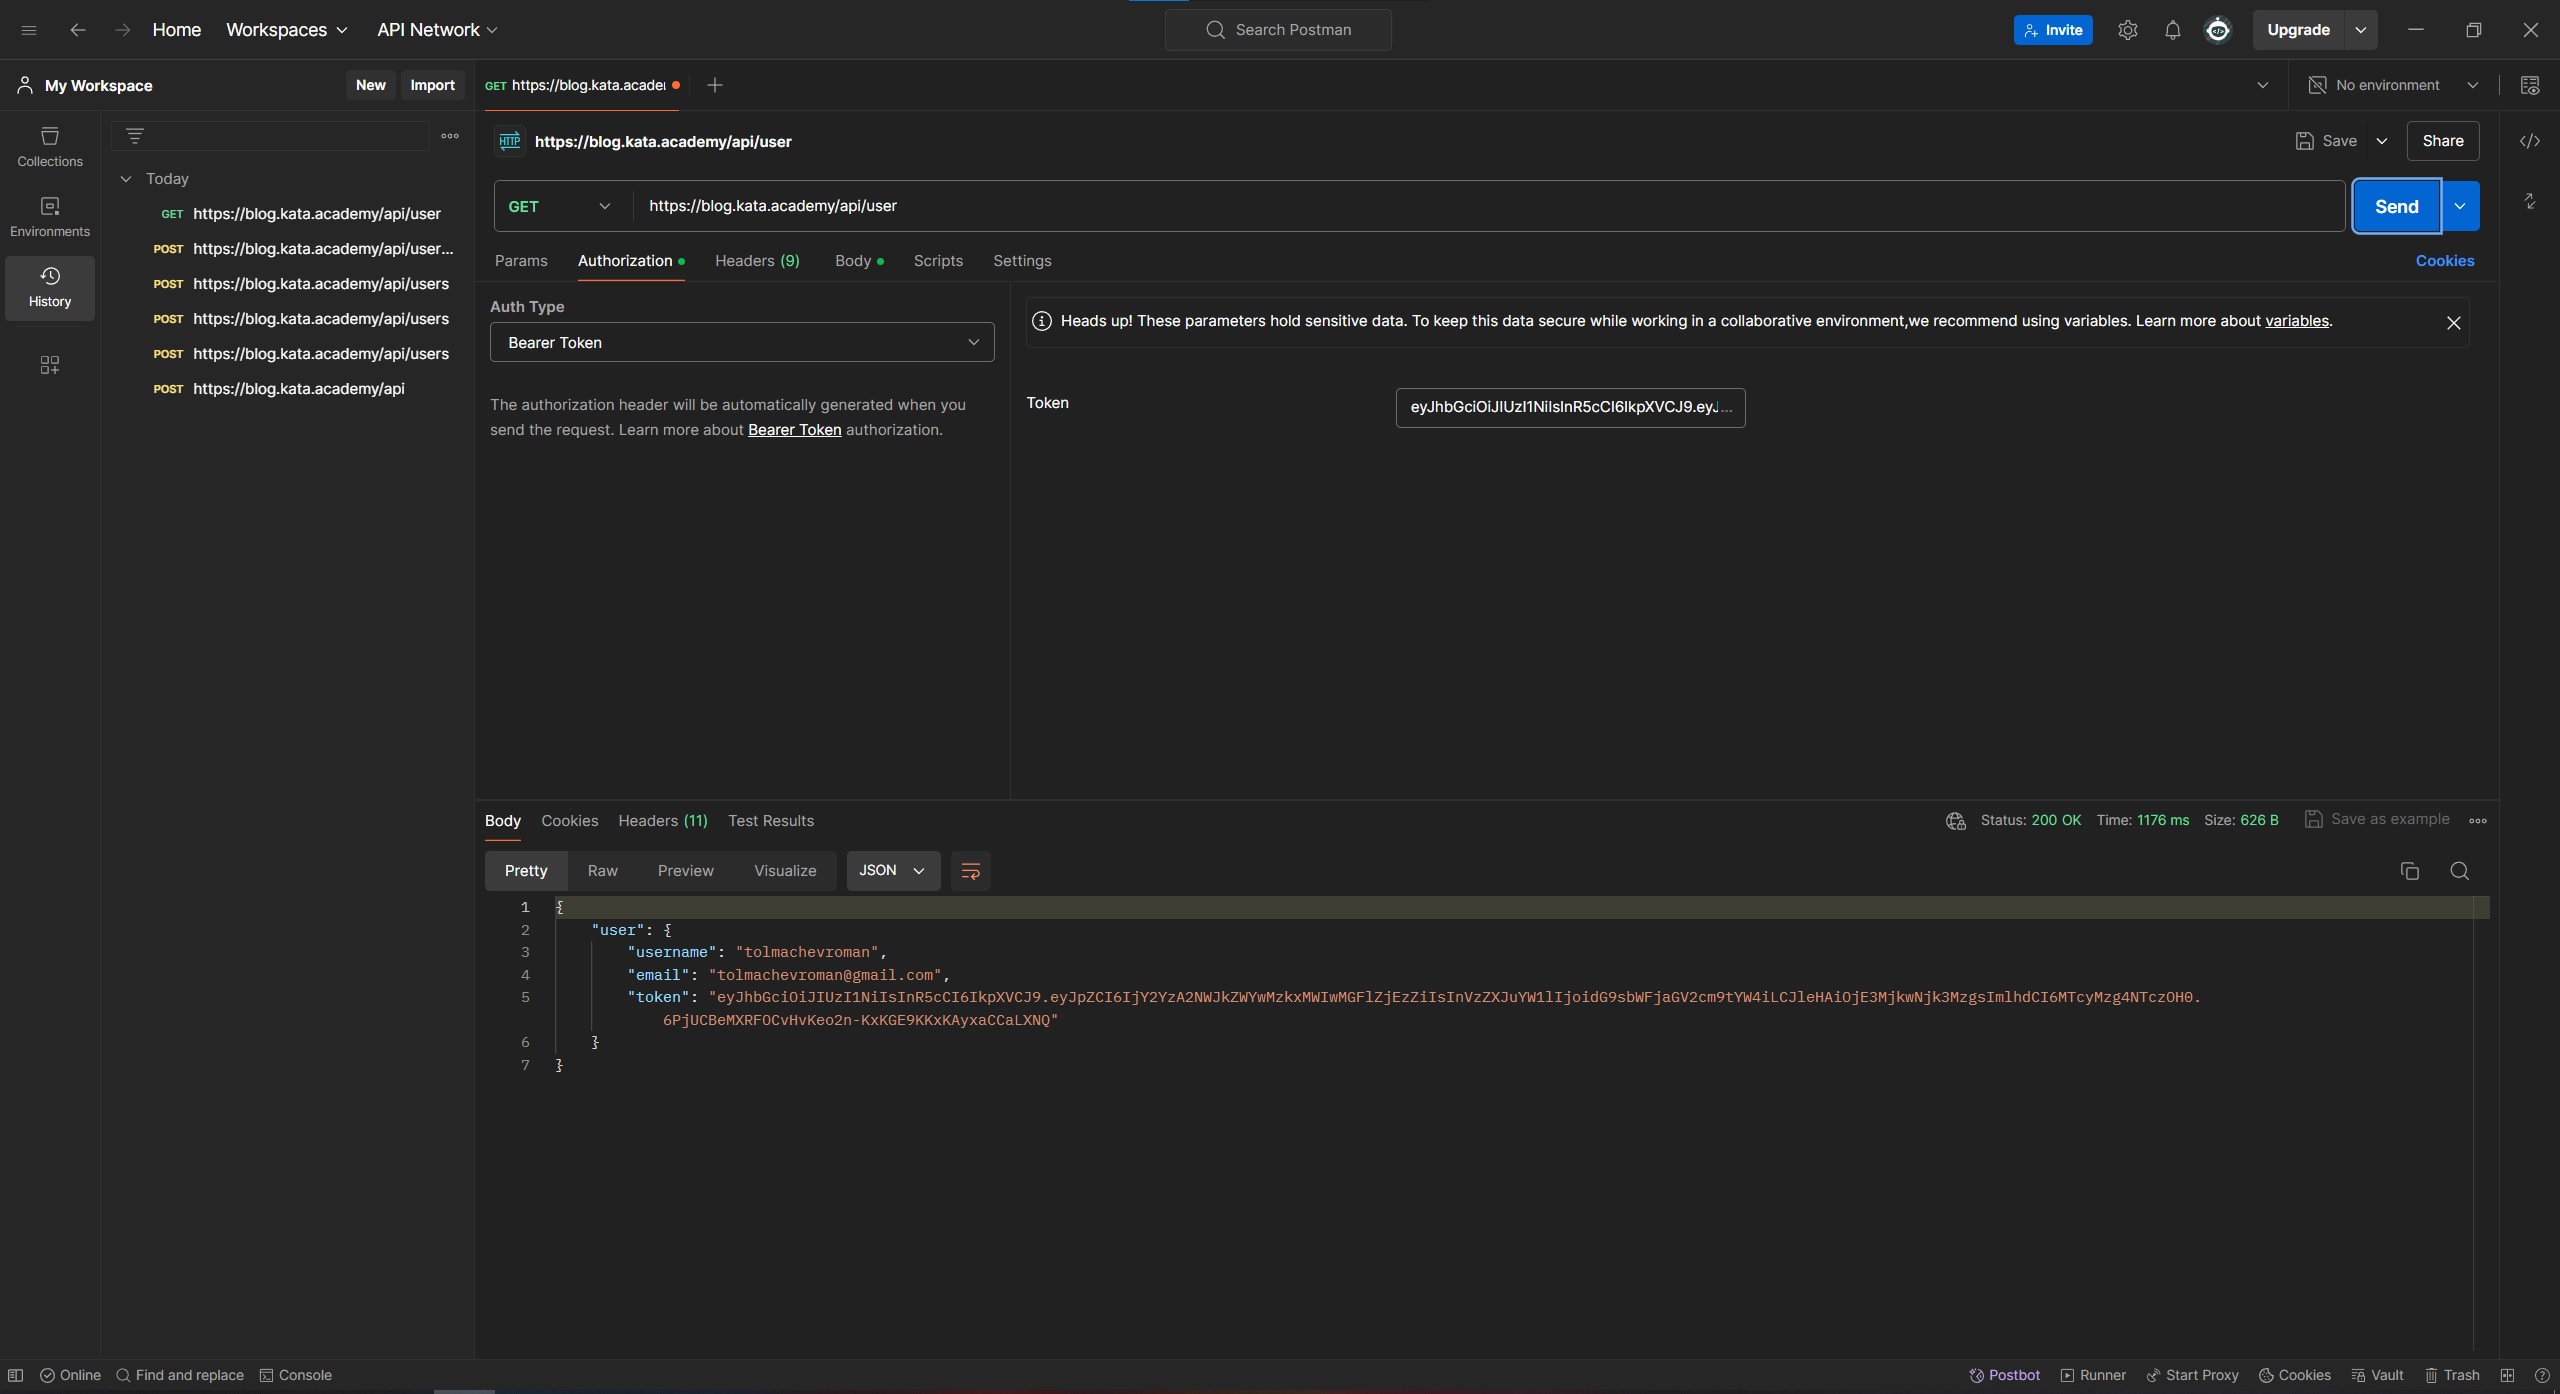 Home Workspaces API Network
Search Postman
Invite
Upgrade
My Workspace New Import
GET https://blog.kata.acade
No environment
Collections
Environments
History
Today
GET https://blog.kata.academy/api/user
POST https://blog.kata.academy/api/user...
POST https://blog.kata.academy/api/users
POST https://blog.kata.academy/api/users
POST https://blog.kata.academy/api/users
POST https://blog.kata.academy/api
HTTP https://blog.kata.academy/api/user
Save Share
GET https://blog.kata.academy/api/user
Send
Params Authorization Headers (9) Body Scripts Settings
Cookies
Auth Type
Bearer Token
The authorization header will be automatically generated when you
send the request. Learn more about Bearer Token authorization.
Heads up! These parameters hold sensitive data. To keep this data secure while working in a collaborative environment,we recommend using variables. Learn more about variables.
Token
eyJhbGciOiJIUzI1NiIsInR5cCI6IkpXVCJ9.eyJ...
Body Cookies Headers (11) Test Results
Status: 200 OK Time: 1176 ms Size: 626 B Save as example
Pretty Raw Preview Visualize JSON
1 {
2 "user": {
3 "username": "tolmachevroman",
4 "email": "tolmachevroman@gmail.com",
5 "token": "eyJhbGciOiJIUzI1NiIsInR5cCI6IkpXVCJ9.eyJpZCI6IjY2YzA2NWJkZWYwMzkxMWIwMGFlZjEzZiIsInVzZXJuYW1lIjoidG9sbWFjaGV2cm9tYW4iLCJleHAiOjE3MjkwNjk3MzgsImlhdCI6MTcyMzg4NTczOH0.
6PjUCBeMXRFOCvHvKeo2n-KxKGE9KKxKAyxaCCaLXNQ"
6 }
7 }
Online Find and replace Console
Postbot Runner Start Proxy Cookies Vault Trash